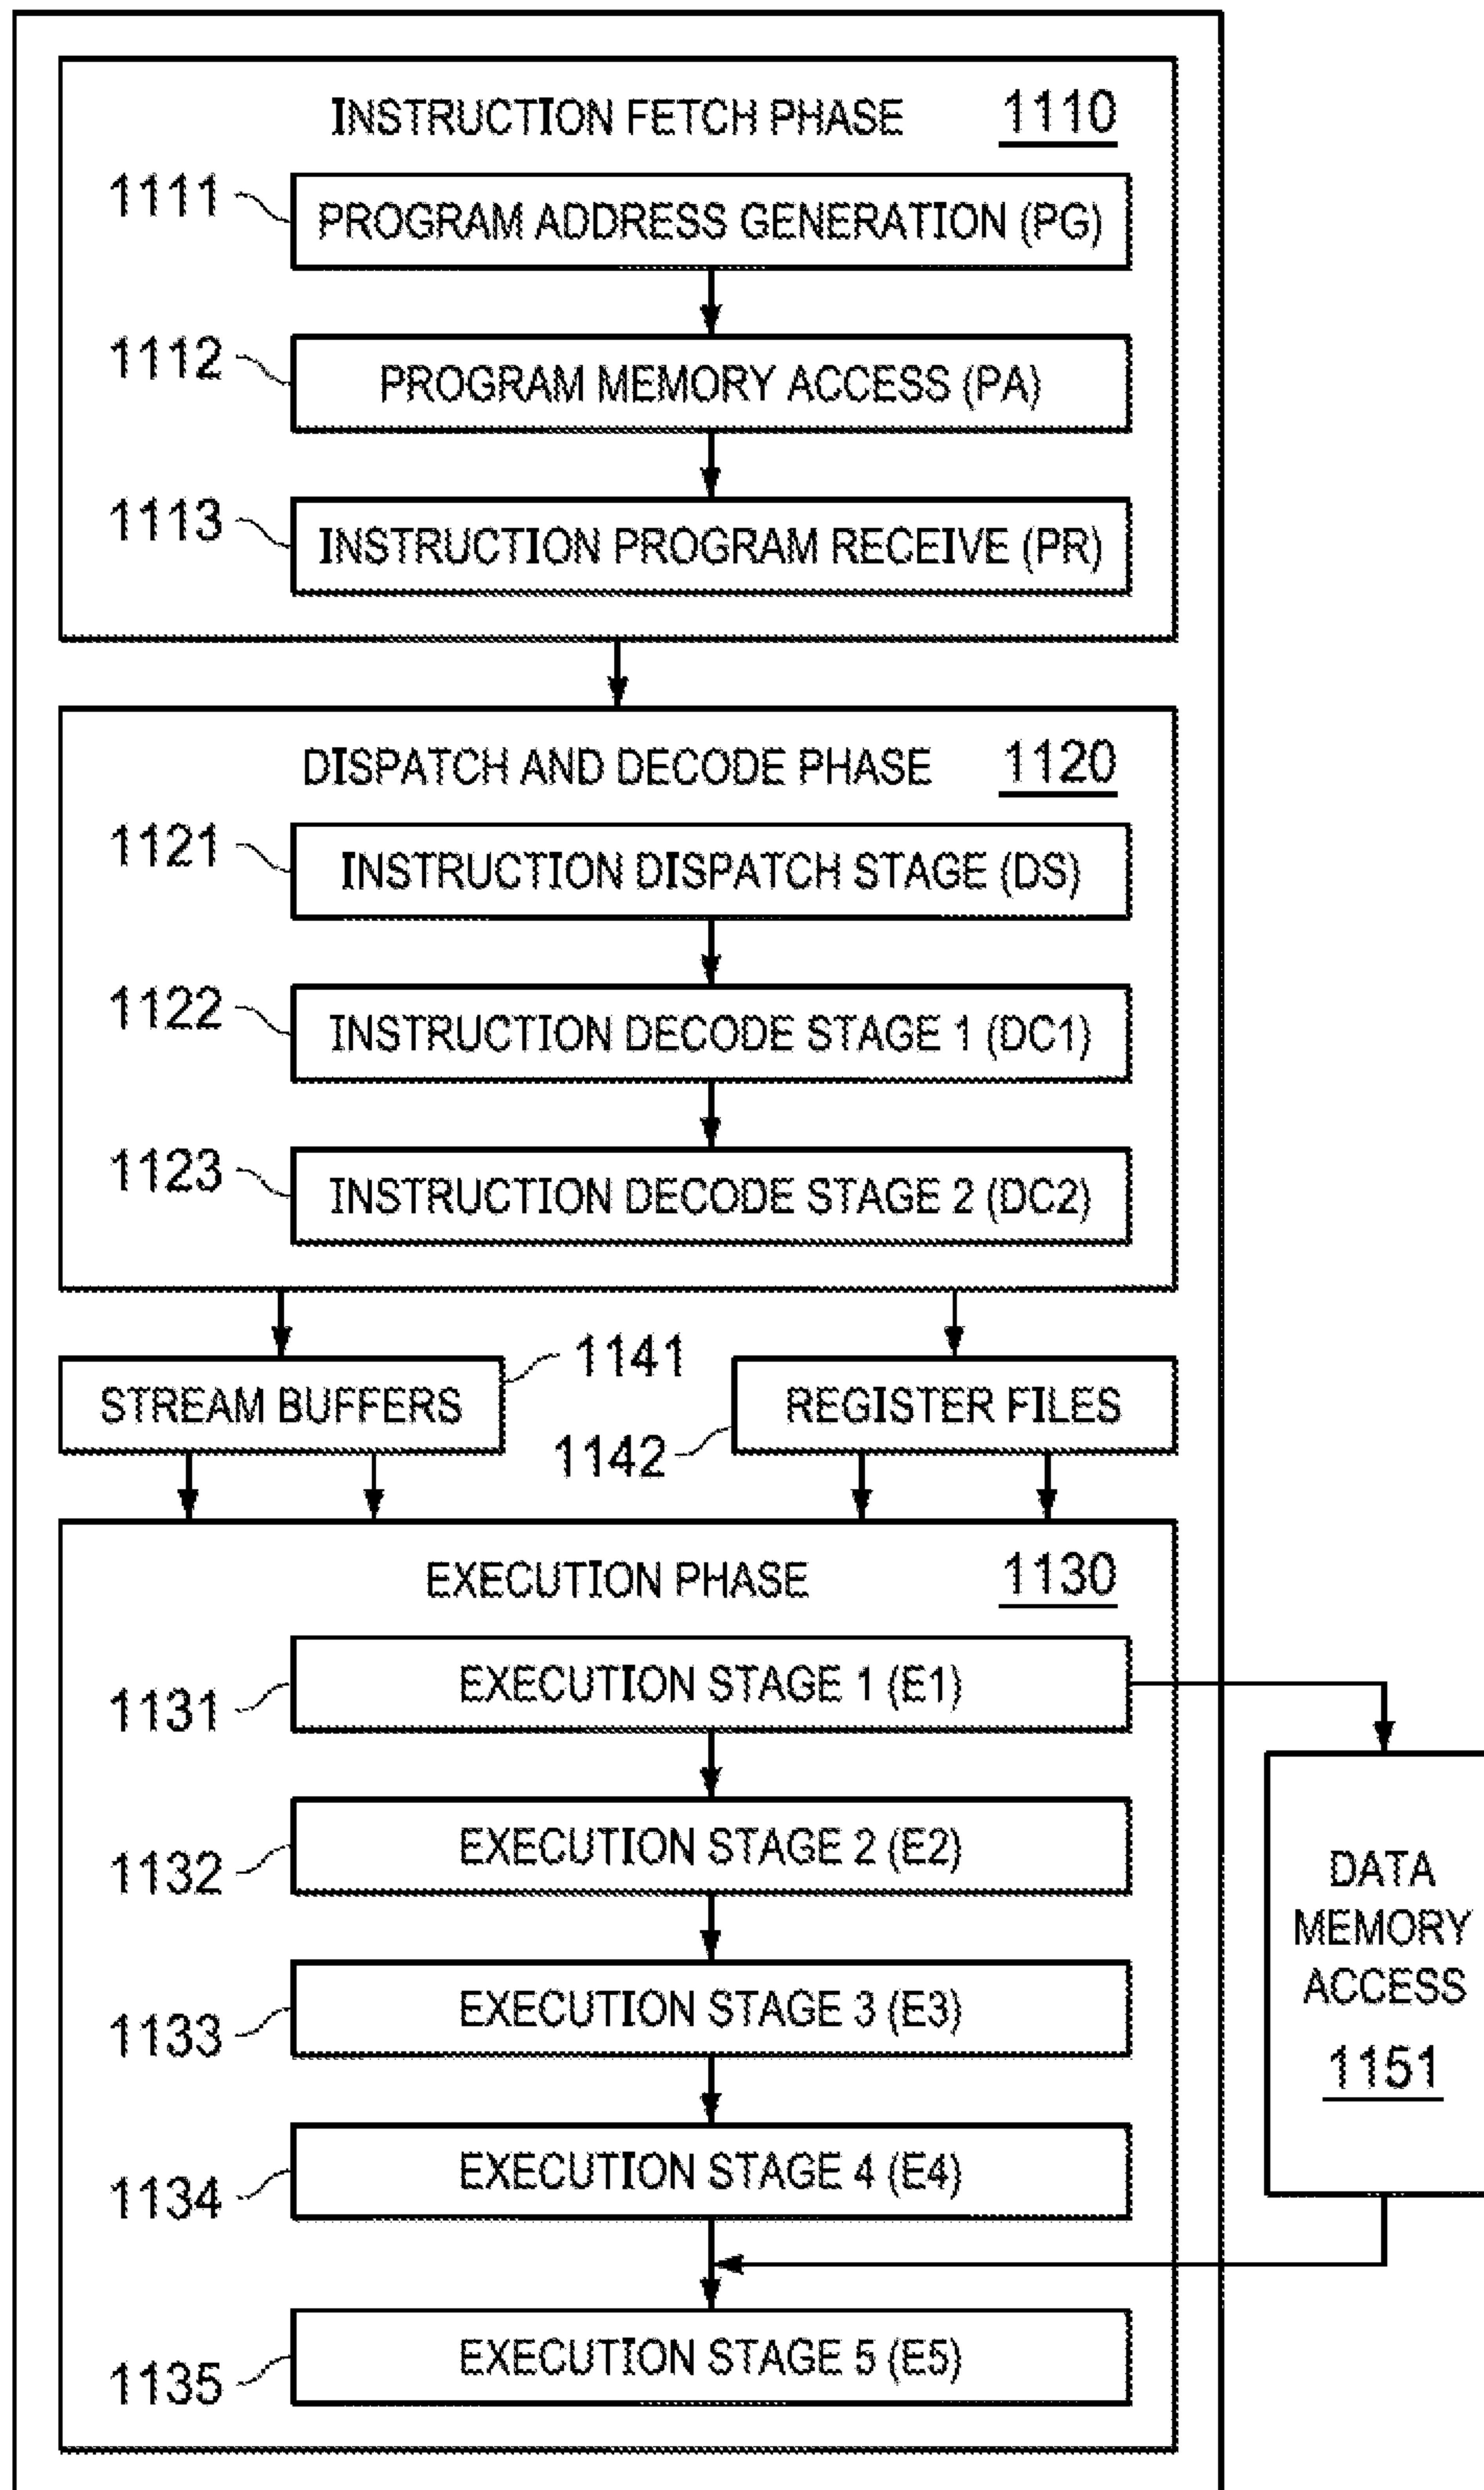 INSTRUCTION FETCH PHASE 1110
1111 PROGRAM ADDRESS GENERATION (PG)
1112 PROGRAM MEMORY ACCESS (PA)
1113 INSTRUCTION PROGRAM RECEIVE (PR)
DISPATCH AND DECODE PHASE 1120
1121 INSTRUCTION DISPATCH STAGE (DS)
1122 INSTRUCTION DECODE STAGE 1 (DC1)
1123 INSTRUCTION DECODE STAGE 2 (DC2)
STREAM BUFFERS 1141
1142 REGISTER FILES
EXECUTION PHASE 1130
1131 EXECUTION STAGE 1 (E1)
1132 EXECUTION STAGE 2 (E2)
1133 EXECUTION STAGE 3 (E3)
1134 EXECUTION STAGE 4 (E4)
1135 EXECUTION STAGE 5 (E5)
DATA
MEMORY
ACCESS
1151